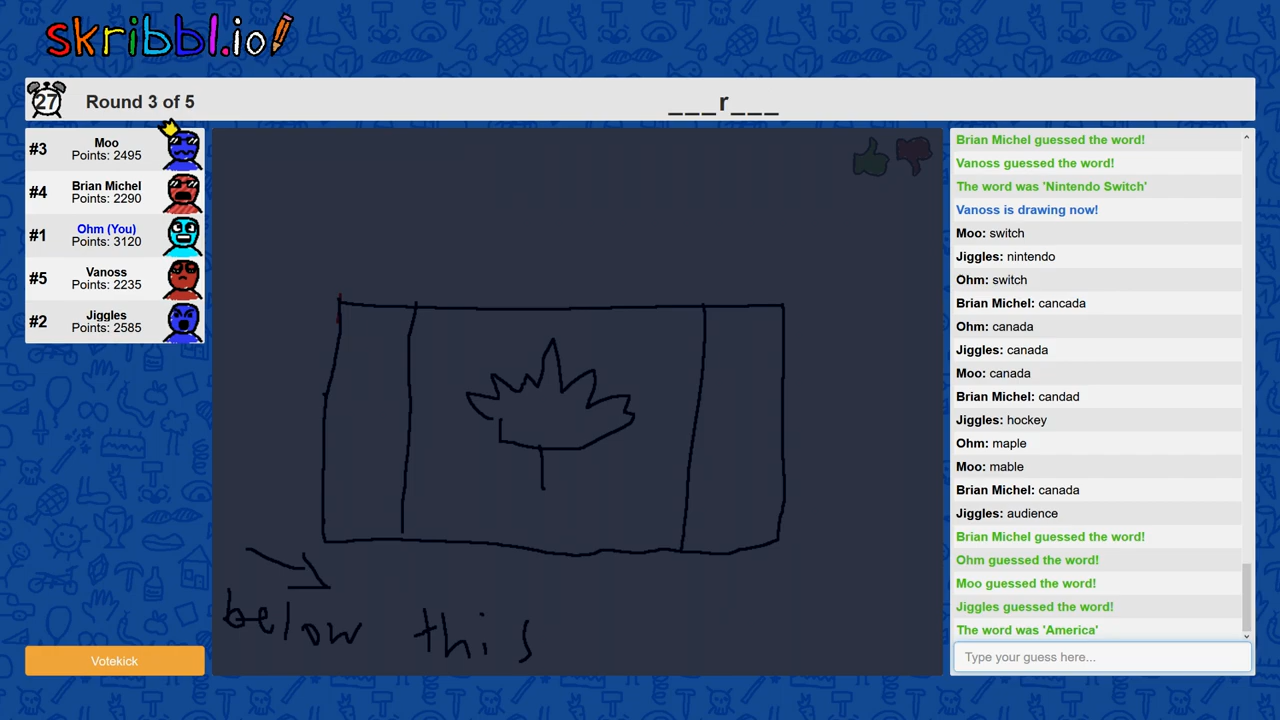 skribbl.io
27
Round 3 of 5
___r___
#3
Moo
Points: 2495
#4
Brian Michel
Points: 2290
#1
Ohm (You)
Points: 3120
#5
Vanoss
Points: 2235
#2
Jiggles
Points: 2585
Votekick
below this
Brian Michel guessed the word!
Vanoss guessed the word!
The word was 'Nintendo Switch'
Vanoss is drawing now!
Moo: switch
Jiggles: nintendo
Ohm: switch
Brian Michel: cancada
Ohm: canada
Jiggles: canada
Moo: canada
Brian Michel: candad
Jiggles: hockey
Ohm: maple
Moo: mable
Brian Michel: canada
Jiggles: audience
Brian Michel guessed the word!
Ohm guessed the word!
Moo guessed the word!
Jiggles guessed the word!
The word was 'America'
Type your guess here...